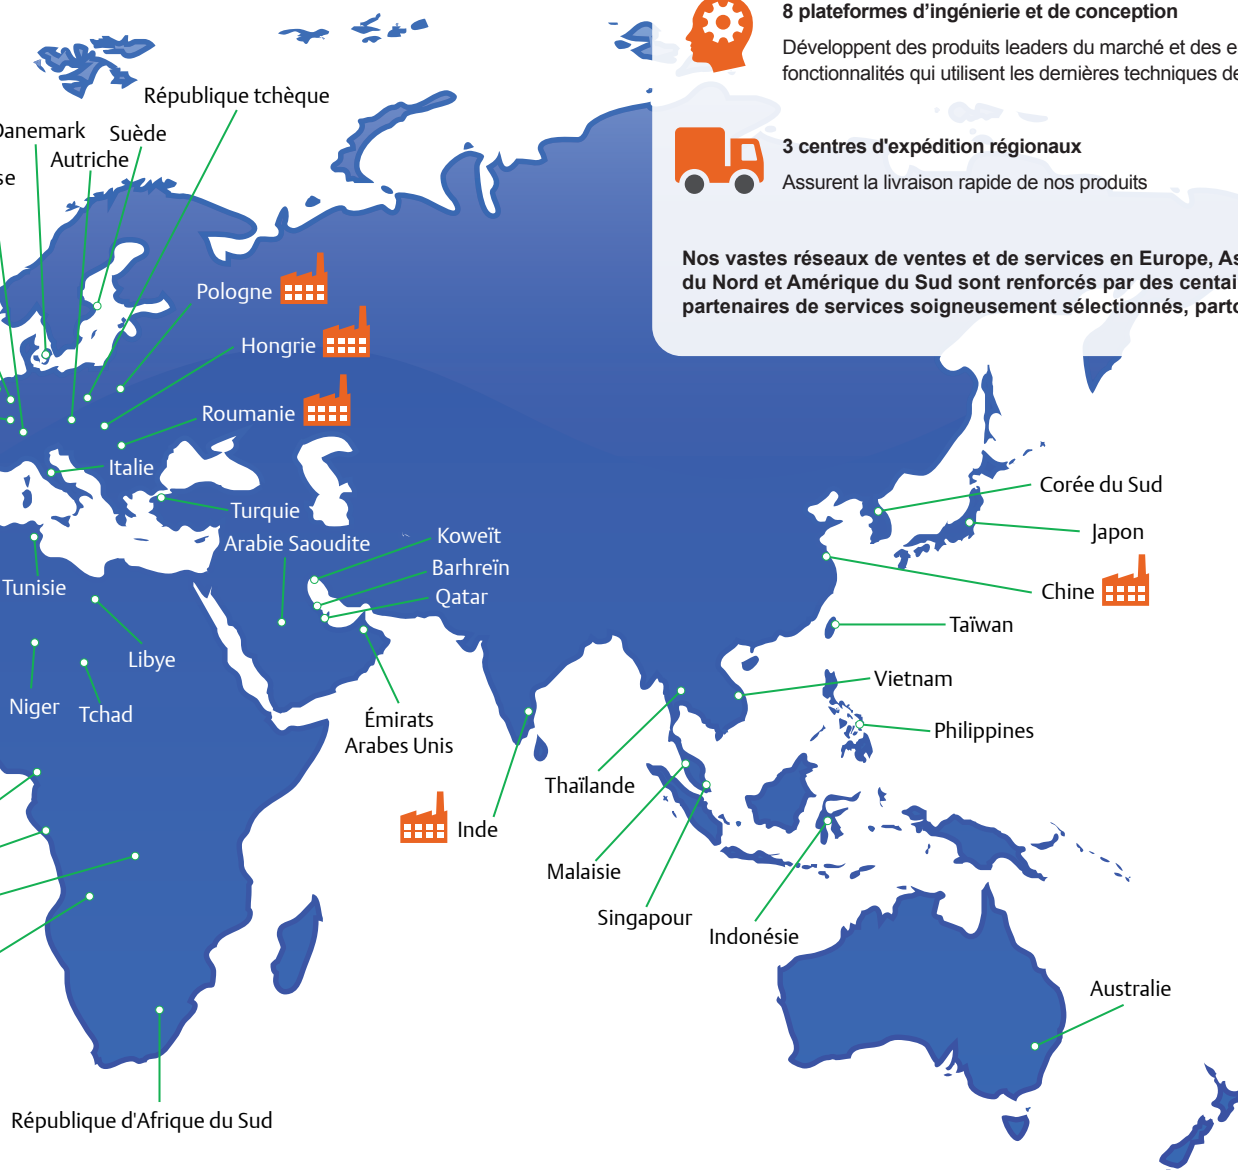 8 plateformes d’ingénierie et de conception
Développent des produits leaders du marché et des
fonctionnalités qui utilisent les dernières techniques
3 centres d'expédition régionaux
Assurent la livraison rapide de nos produits
Nos vastes réseaux de ventes et de services en Europe,
du Nord et Amérique du Sud sont renforcés par des
partenaires de services soigneusement sélectionnés,
République tchèque
Danemark
Suède
Autriche
Pologne
Hongrie
Roumanie
Italie
Turquie
Arabie Saoudite
Koweït
Barhreïn
Qatar
Tunisie
Libye
Niger
Tchad
Émirats
Arabes Unis
Inde
Corée du Sud
Japon
Chine
Taïwan
Vietnam
Philippines
Thaïlande
Malaisie
Singapour
Indonésie
Australie
République d'Afrique du Sud